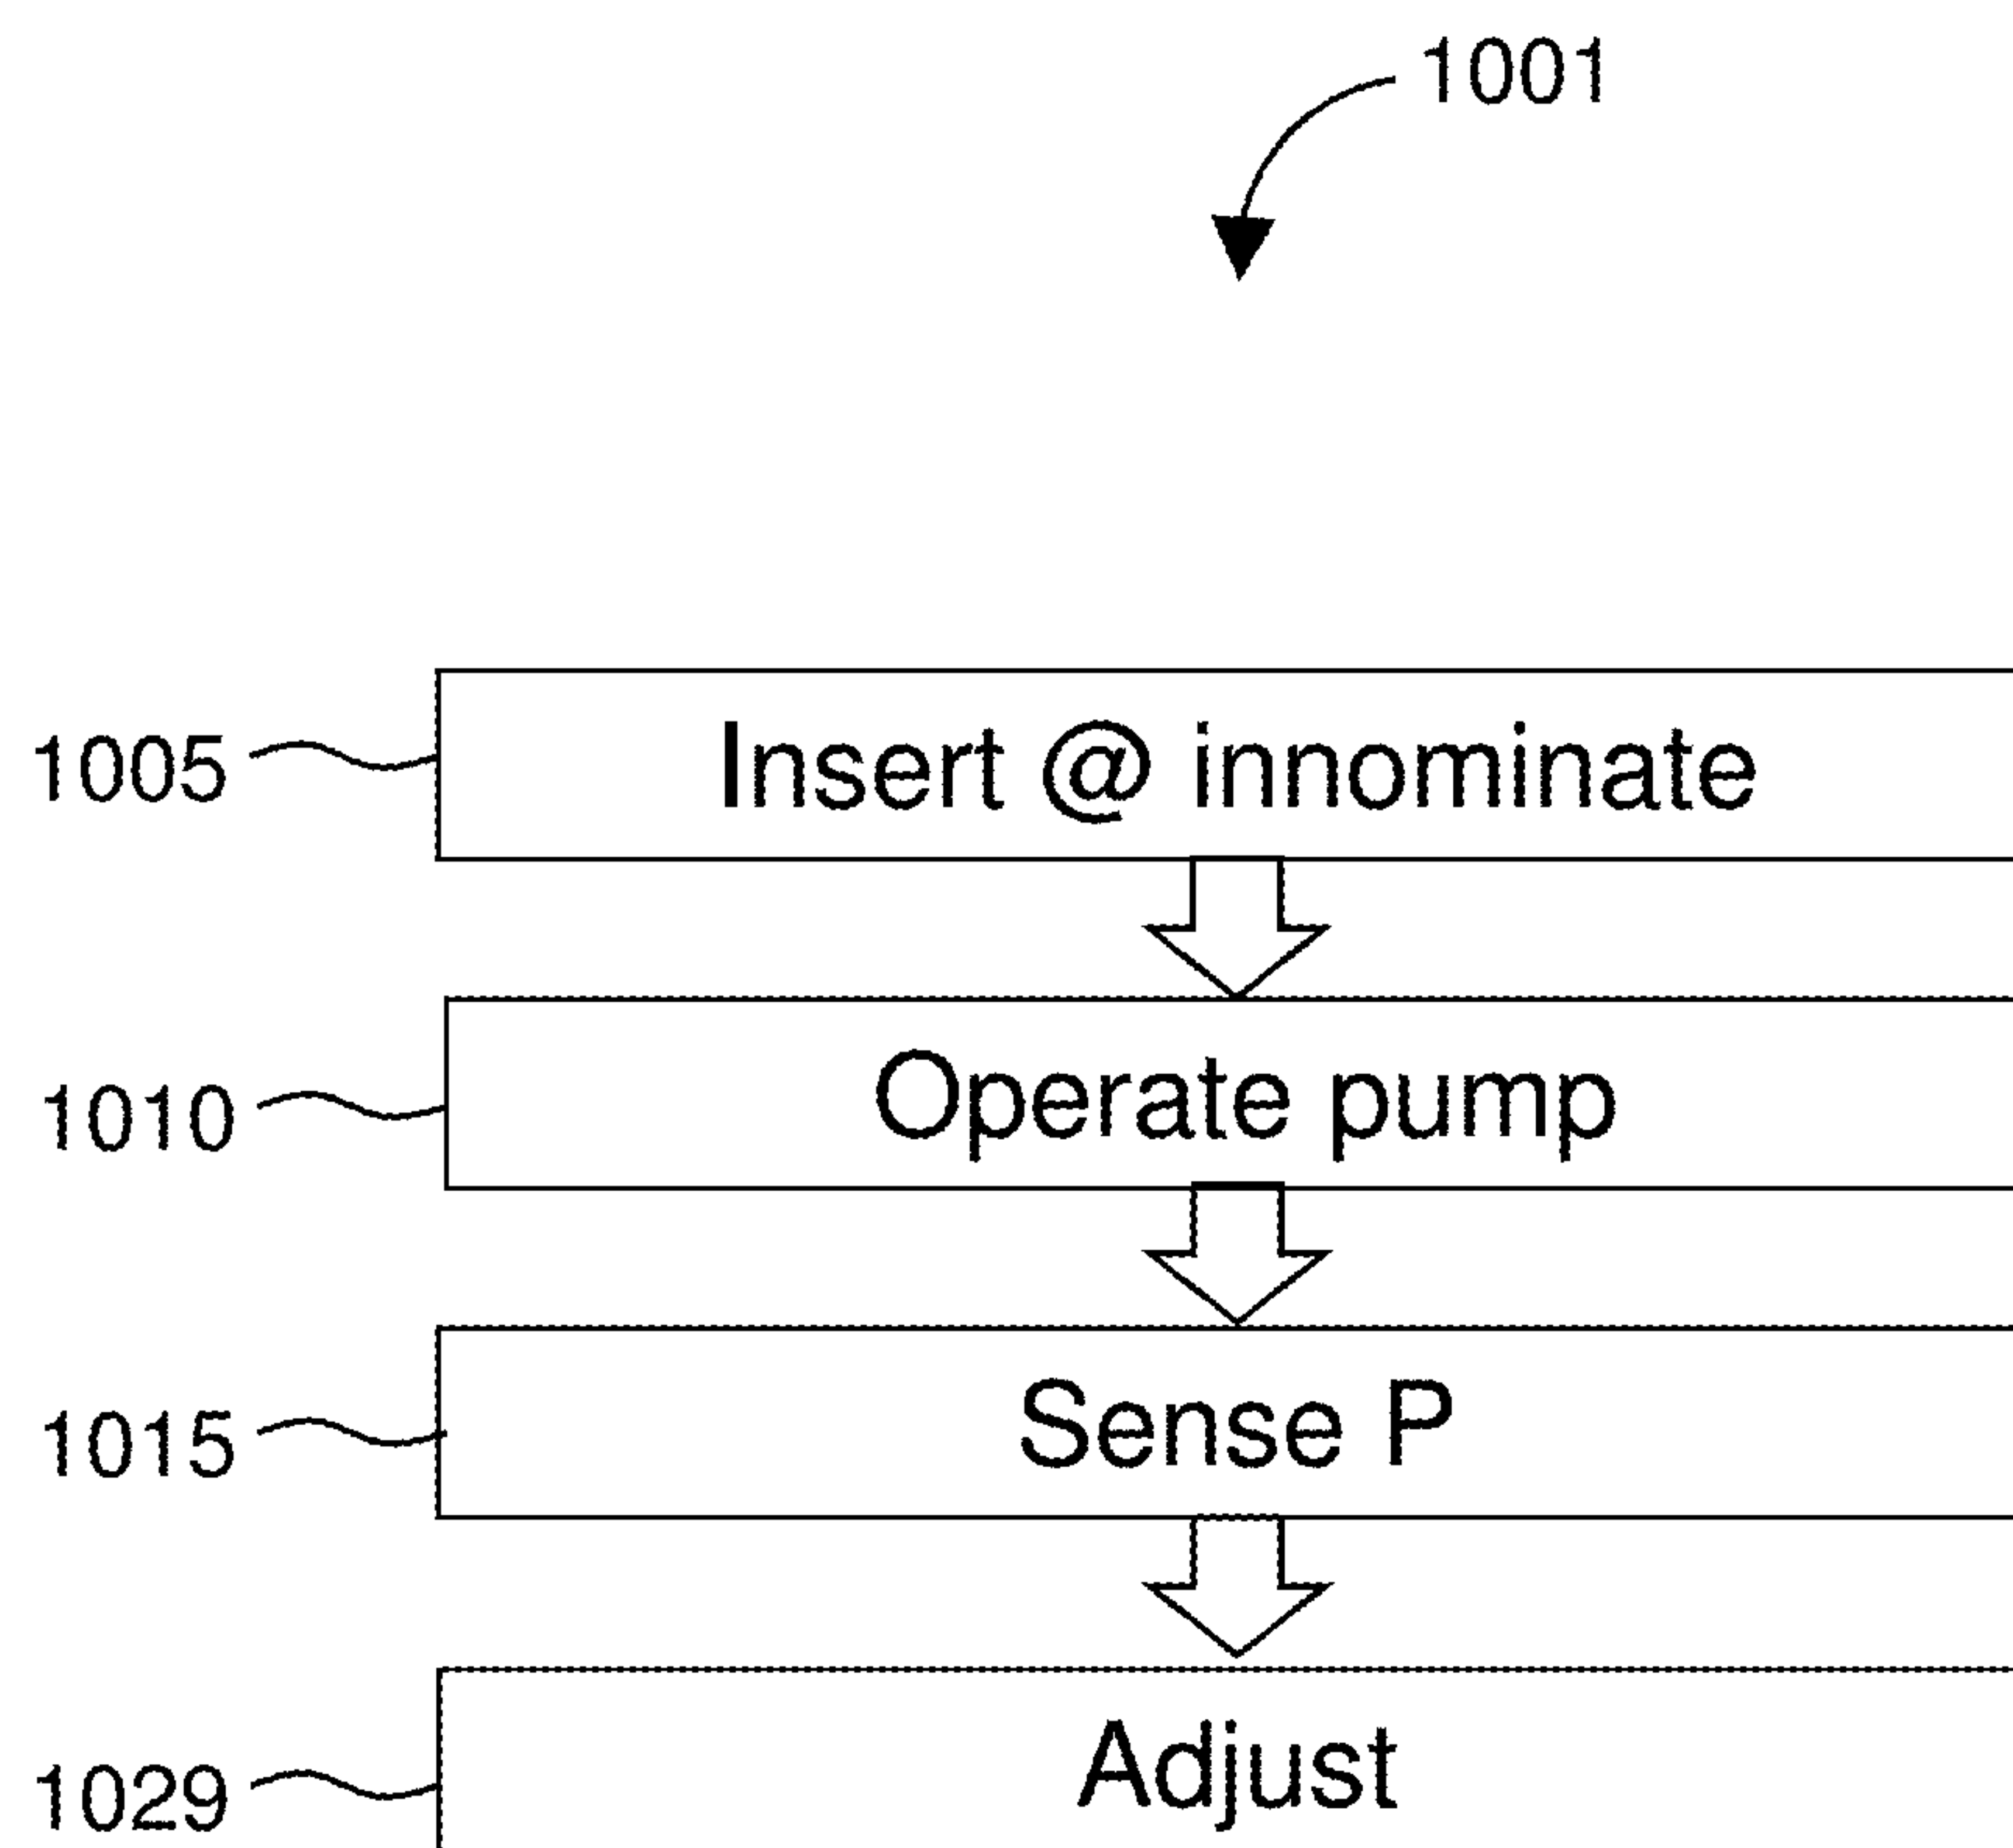 1001
1005 Insert @ innominate
1010 Operate pump
1015 Sense P
1029 Adjust